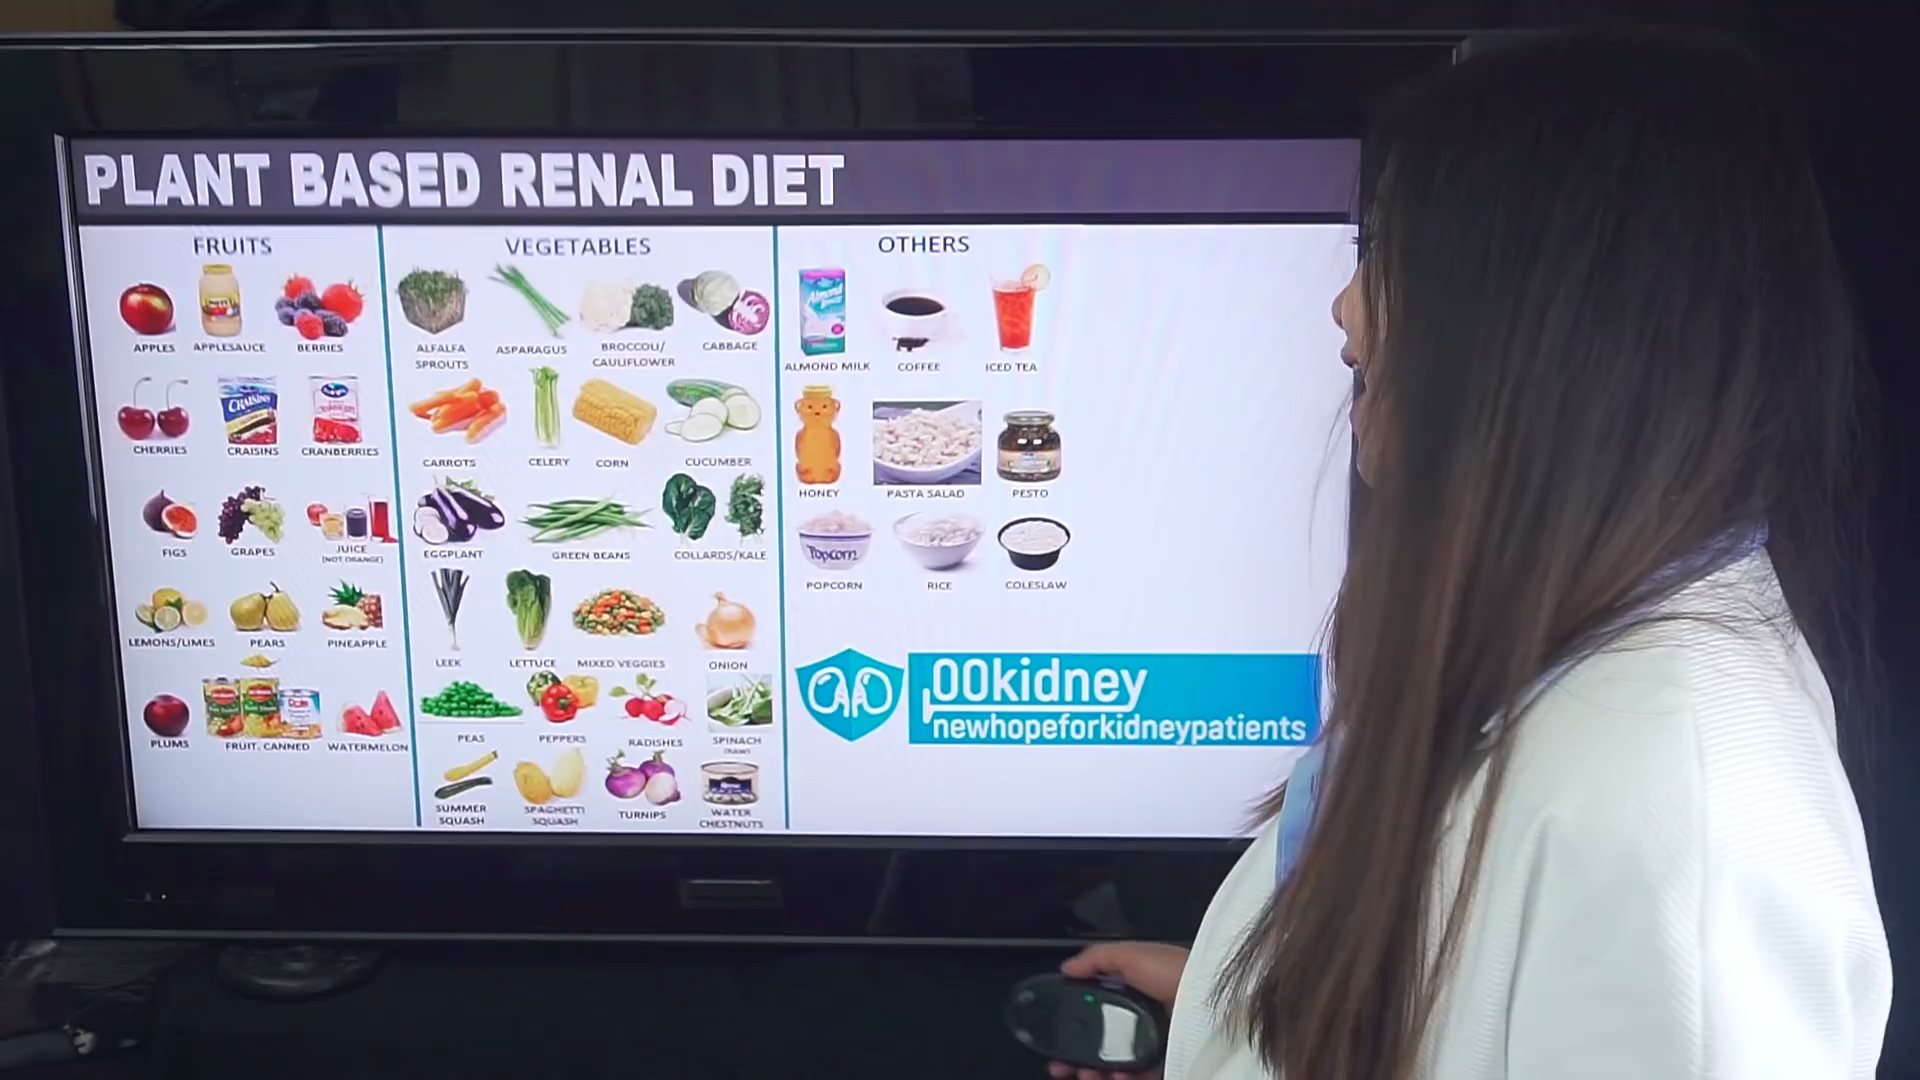 PLANT BASED RENAL DIET
FRUITS
APPLES
APPLESAUCE
BERRIES
CHERRIES
CRAISINS
CRAISINS
CRANBERRIES
FIGS
GRAPES
JUICE
(NOT ORANGE)
LEMONS/LIMES
PEARS
PINEAPPLE
PLUMS
FRUIT, CANNED
WATERMELON
VEGETABLES
ALFALFA
SPROUTS
ASPARAGUS
BROCCOLI/
CAULIFLOWER
CABBAGE
CARROTS
CELERY
CORN
CUCUMBER
EGGPLANT
GREEN BEANS
COLLARDS/KALE
LEEK
LETTUCE
MIXED VEGGIES
ONION
PEAS
PEPPERS
RADISHES
SPINACH
(RAW)
SUMMER
SQUASH
SPAGHETTI
SQUASH
TURNIPS
WATER
CHESTNUTS
OTHERS
Almond
ALMOND MILK
COFFEE
ICED TEA
HONEY
PASTA SALAD
PESTO
Popcorn
POPCORN
RICE
COLESLAW
00kidney
newhopeforkidneypatients